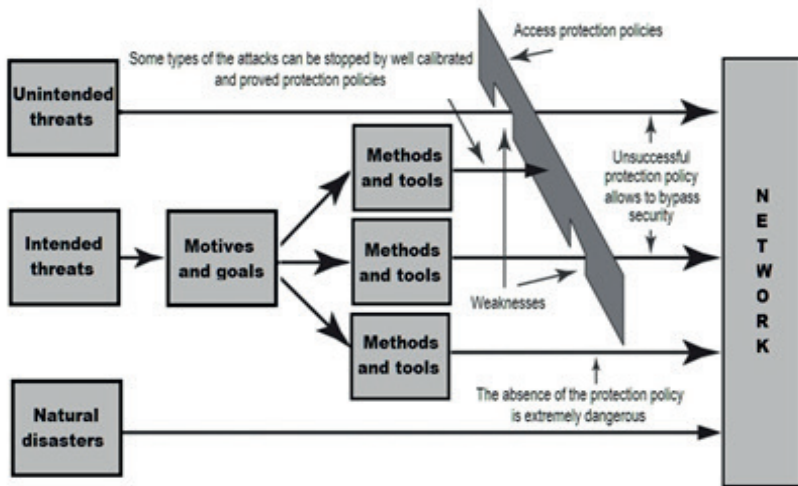 Access protection policies
Some types of the attacks can be stopped by well calibrated
and proved protection policies
Unintended
threats
Methods
and tools
Unsuccessful
protection policy
allows to bypass
security
Intended
threats
Motives
and goals
Methods
and tools
Weaknesses
Methods
and tools
The absence of the protection policy
is extremely dangerous
Natural
disasters
N
E
T
W
O
R
K